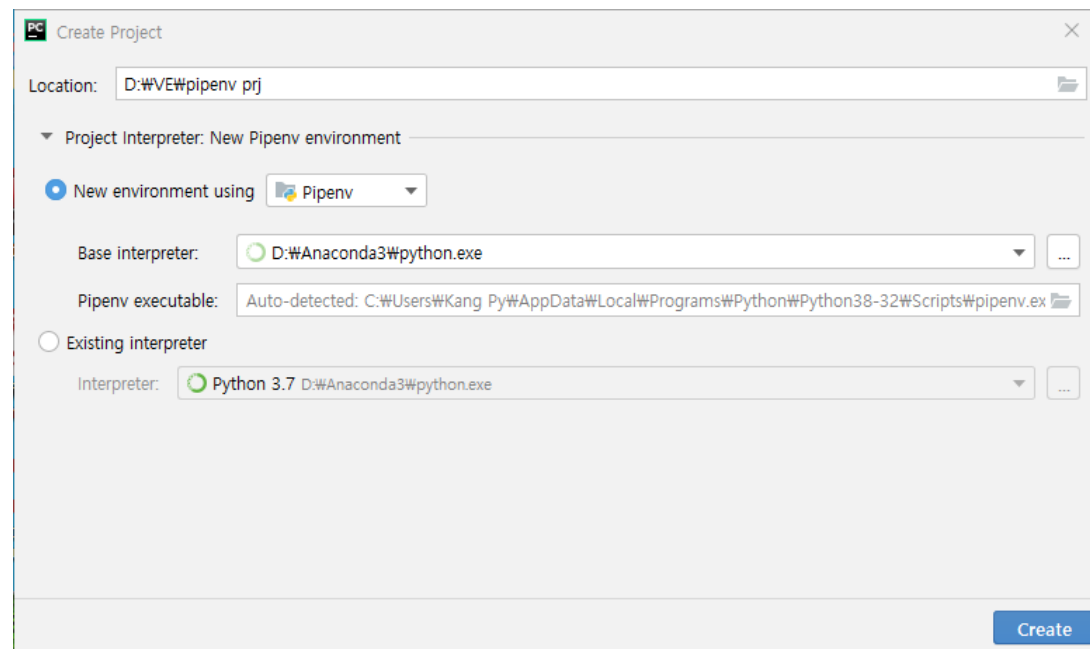 PC Create Project
Location: D:₩VE₩pipenv prj
Project Interpreter: New Pipenv environment
New environment using Pipenv
Base interpreter: D:₩Anaconda3₩python.exe ...
Pipenv executable: Auto-detected: C:₩Users₩Kang Py₩AppData₩Local₩Programs₩Python₩Python38-32₩Scripts₩pipenv.ex
Existing interpreter
Interpreter: Python 3.7 D:₩Anaconda3₩python.exe ...
Create